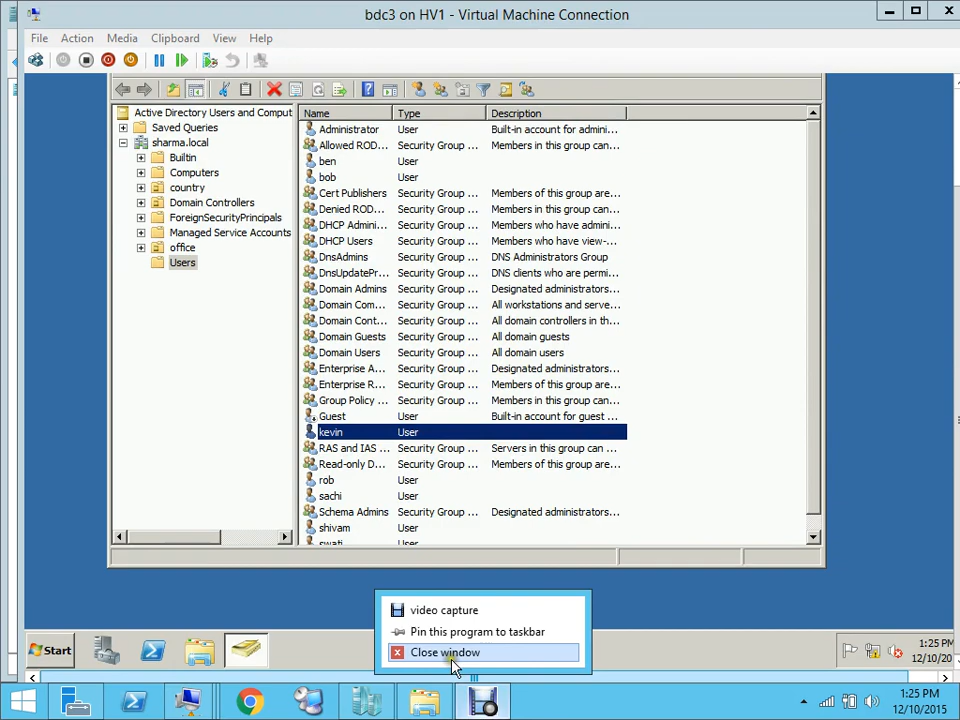 bdc3 on HV1 - Virtual Machine Connection
File Action Media Clipboard View Help
Active Directory Users and Comput
Saved Queries
sharma.local
Builtin
Computers
country
Domain Controllers
ForeignSecurityPrincipals
Managed Service Accounts
office
Users
Name Type Description
Administrator User Built-in account for admini...
Allowed ROD... Security Group ... Members in this group can...
ben User
bob User
Cert Publishers Security Group ... Members of this group are...
Denied ROD... Security Group ... Members in this group can...
DHCP Admini... Security Group ... Members who have admini...
DHCP Users Security Group ... Members who have view-...
DnsAdmins Security Group ... DNS Administrators Group
DnsUpdatePr... Security Group ... DNS clients who are permi...
Domain Admins Security Group ... Designated administrators...
Domain Com... Security Group ... All workstations and serve...
Domain Cont... Security Group ... All domain controllers in th...
Domain Guests Security Group ... All domain guests
Domain Users Security Group ... All domain users
Enterprise A... Security Group ... Designated administrators...
Enterprise R... Security Group ... Members of this group are...
Group Policy ... Security Group ... Members in this group can...
Guest User Built-in account for guest ...
kevin User
RAS and IAS ... Security Group ... Servers in this group can ...
Read-only D... Security Group ... Members of this group are...
rob User
sachi User
Schema Admins Security Group ... Designated administrators...
shivam User
swati User
video capture
Pin this program to taskbar
Close window
Start
1:25 PM
12/10/20
1:25 PM
12/10/2015